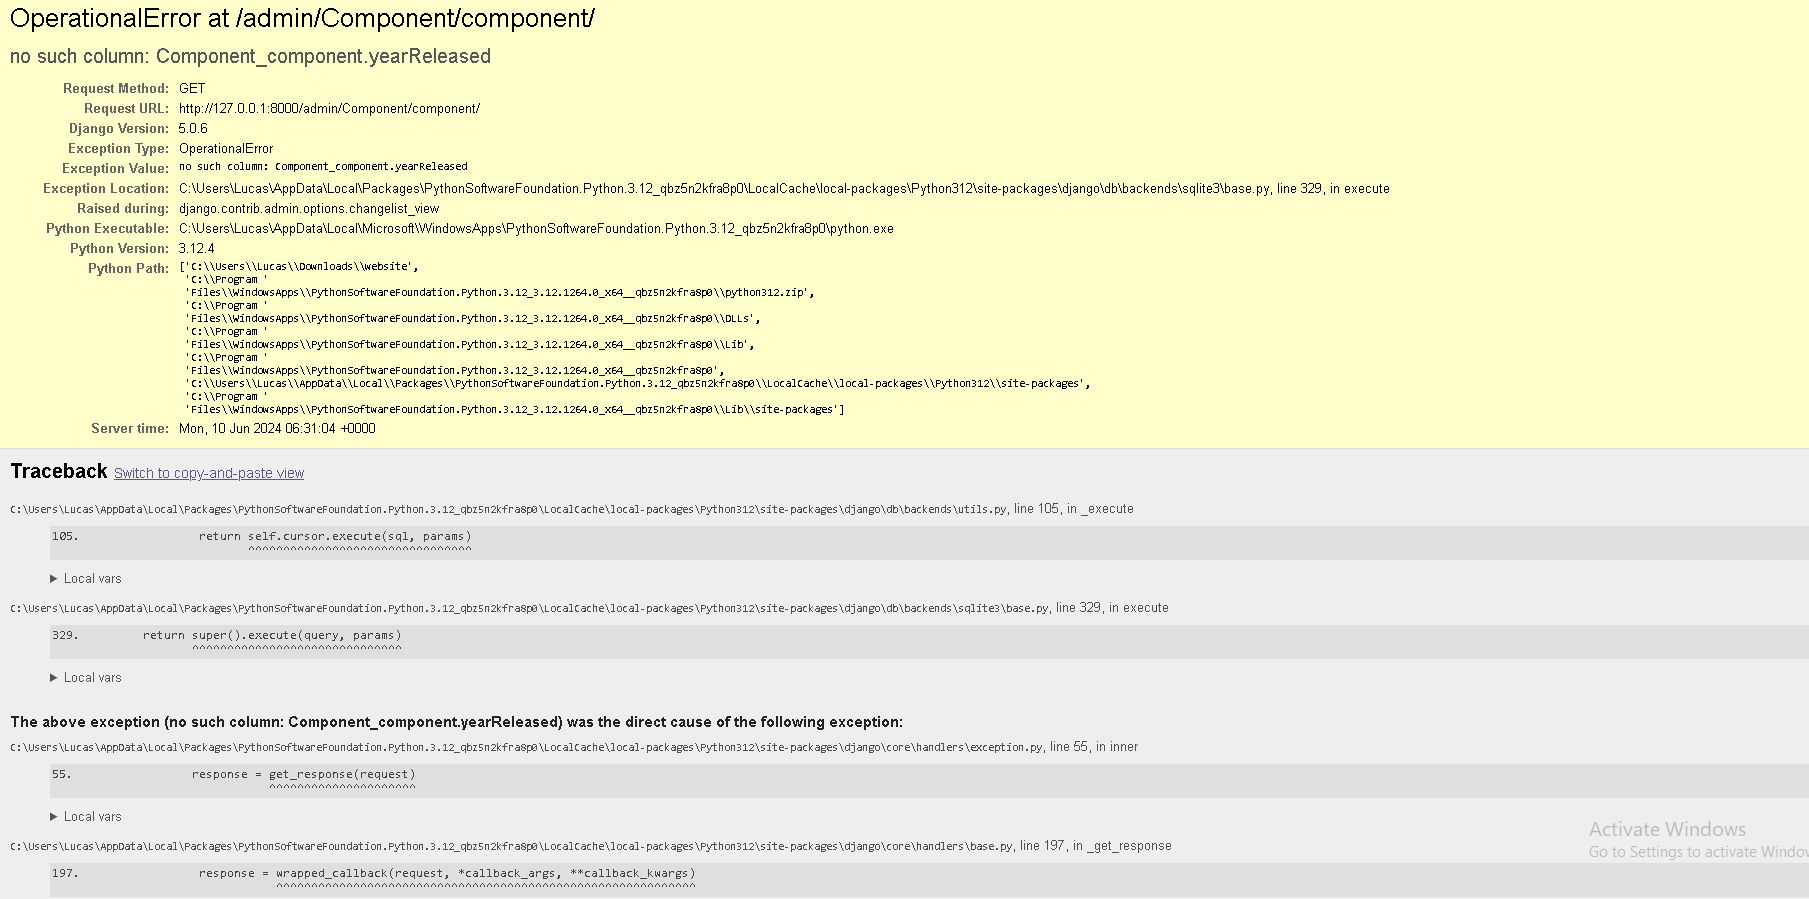 OperationalError at /admin/Component/component/
no such column: Component_component.yearReleased
Request Method: GET
Request URL: http://127.0.0.1:8000/admin/Component/component/
Django Version: 5.0.6
Exception Type: OperationalError
Exception Value: no such column: Component_component.yearReleased
Exception Location: C:\Users\Lucas\AppData\Local\Packages\PythonSoftwareFoundation.Python.3.12_qbz5n2kfra8p0\LocalCache\local-packages\Python312\site-packages\django\db\backends\sqlite3\base.py, line 329, in execute
Raised during: django.contrib.admin.options.changelist_view
Python Executable: C:\Users\Lucas\AppData\Local\Microsoft\WindowsApps\PythonSoftwareFoundation.Python.3.12_qbz5n2kfra8p0\python.exe
Python Version: 3.12.4
Python Path: ['C:\\Users\\Lucas\\Downloads\\website',
'C:\\Program '
'Files\\WindowsApps\\PythonSoftwareFoundation.Python.3.12_3.12.1264.0_x64__qbz5n2kfra8p0\\python312.zip',
'C:\\Program '
'Files\\WindowsApps\\PythonSoftwareFoundation.Python.3.12_3.12.1264.0_x64__qbz5n2kfra8p0\\DLLs',
'C:\\Program '
'Files\\WindowsApps\\PythonSoftwareFoundation.Python.3.12_3.12.1264.0_x64__qbz5n2kfra8p0\\Lib',
'C:\\Program '
'Files\\WindowsApps\\PythonSoftwareFoundation.Python.3.12_3.12.1264.0_x64__qbz5n2kfra8p0',
'C:\\Users\\Lucas\\AppData\\Local\\Packages\\PythonSoftwareFoundation.Python.3.12_qbz5n2kfra8p0\\LocalCache\\local-packages\\Python312\\site-packages',
'C:\\Program '
'Files\\WindowsApps\\PythonSoftwareFoundation.Python.3.12_3.12.1264.0_x64__qbz5n2kfra8p0\\Lib\\site-packages']
Server time: Mon, 10 Jun 2024 06:31:04 +0000
Traceback Switch to copy-and-paste view
C:\Users\Lucas\AppData\Local\Packages\PythonSoftwareFoundation.Python.3.12_qbz5n2kfra8p0\LocalCache\local-packages\Python312\site-packages\django\db\backends\utils.py, line 105, in _execute
105. return self.cursor.execute(sql, params)
^^^^^^^^^^^^^^^^^^^^^^^^^^^^^^^^
▶ Local vars
C:\Users\Lucas\AppData\Local\Packages\PythonSoftwareFoundation.Python.3.12_qbz5n2kfra8p0\LocalCache\local-packages\Python312\site-packages\django\db\backends\sqlite3\base.py, line 329, in execute
329. return super().execute(query, params)
^^^^^^^^^^^^^^^^^^^^^^^^^^^^^^
▶ Local vars
The above exception (no such column: Component_component.yearReleased) was the direct cause of the following exception:
C:\Users\Lucas\AppData\Local\Packages\PythonSoftwareFoundation.Python.3.12_qbz5n2kfra8p0\LocalCache\local-packages\Python312\site-packages\django\core\handlers\exception.py, line 55, in inner
55. response = get_response(request)
^^^^^^^^^^^^^^^^^^^^^
▶ Local vars
Activate Windows
C:\Users\Lucas\AppData\Local\Packages\PythonSoftwareFoundation.Python.3.12_qbz5n2kfra8p0\LocalCache\local-packages\Python312\site-packages\django\core\handlers\base.py, line 197, in _get_response
Go to Settings to activate Window
197. response = wrapped_callback(request, *callback_args, **callback_kwargs)
^^^^^^^^^^^^^^^^^^^^^^^^^^^^^^^^^^^^^^^^^^^^^^^^^^^^^^^^^^^^